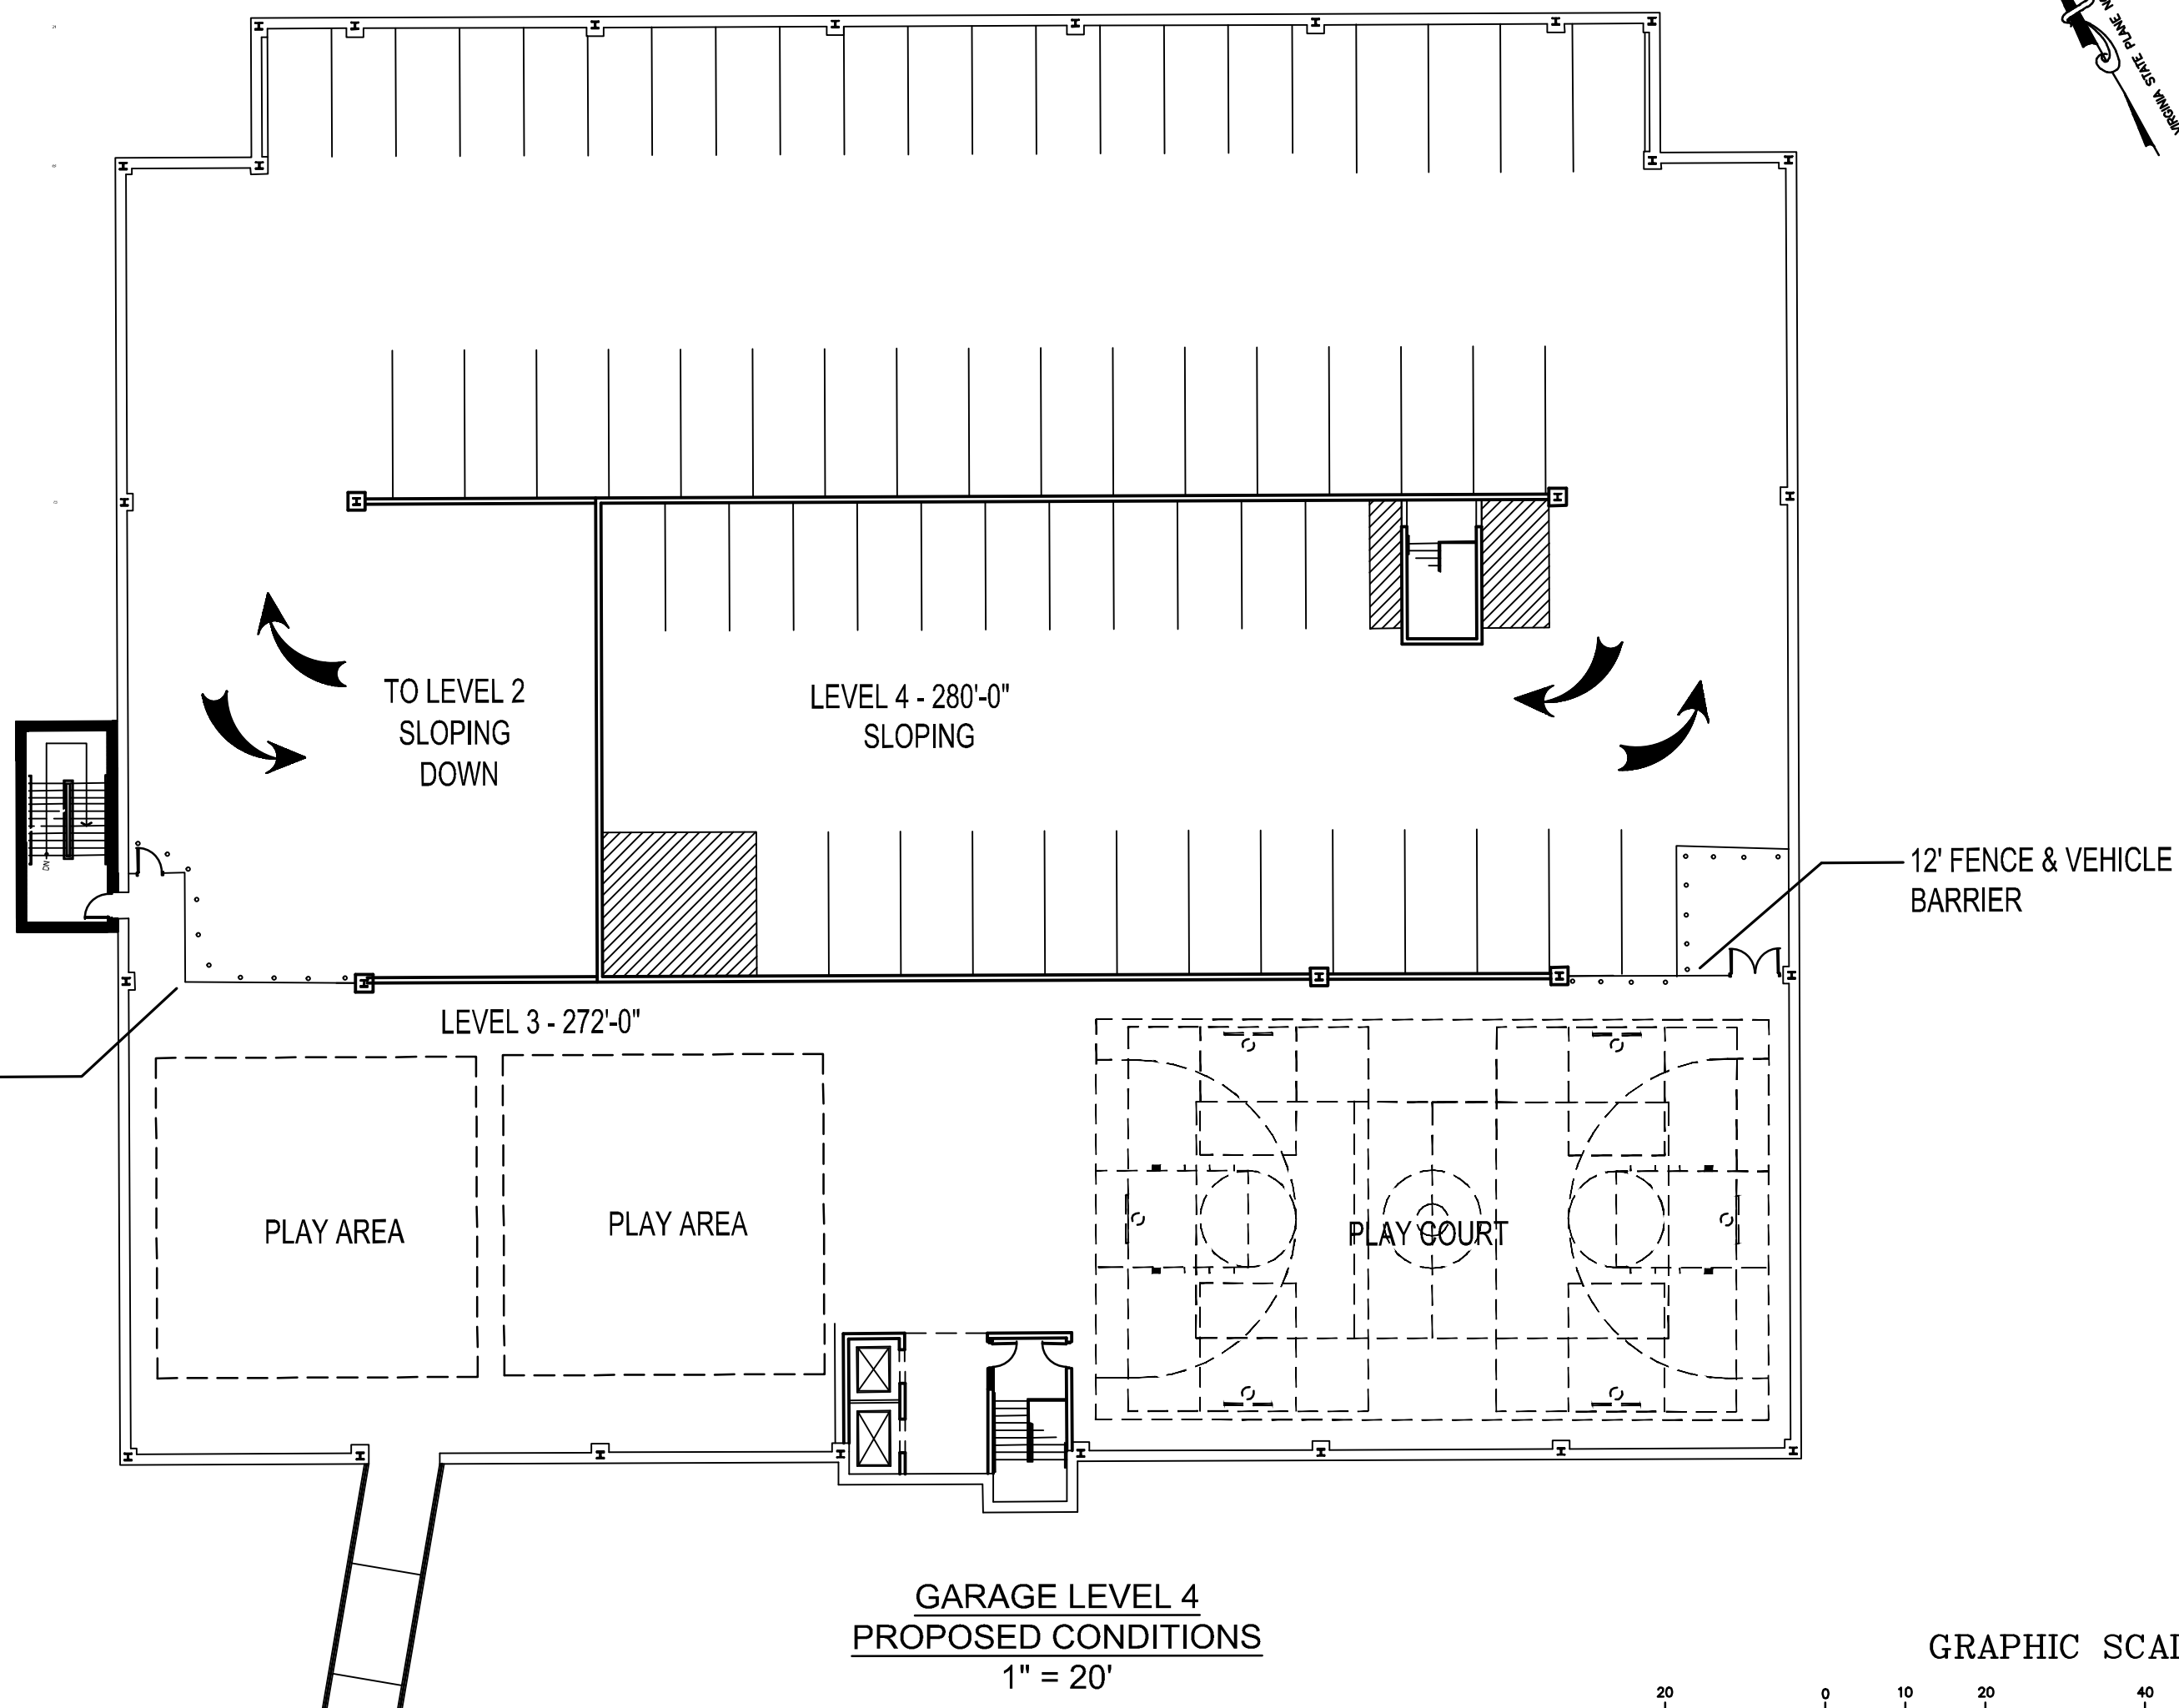 VIRGINIA STATE PLANE
TO LEVEL 2
SLOPING
DOWN
LEVEL 4 - 280'-0"
SLOPING
DN
12' FENCE & VEHICLE
BARRIER
LEVEL 3 - 272'-0"
PLAY AREA
PLAY AREA
PLAY COURT
GARAGE LEVEL 4
PROPOSED CONDITIONS
1" = 20'
GRAPHIC
20 0 10 20 40